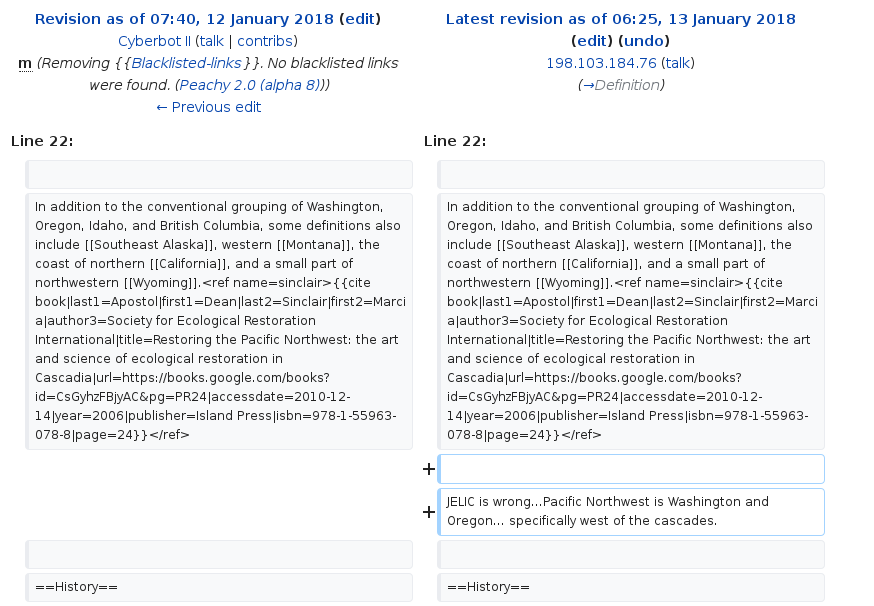 Revision as of 07:40, 12 January 2018 (edit)
Cyberbot II (talk | contribs)
m (Removing {{Blacklisted-links}}. No blacklisted links
were found. (Peachy 2.0 (alpha 8)))
← Previous edit
Latest revision as of 06:25, 13 January 2018
(edit) (undo)
198.103.184.76 (talk)
(→Definition)
Line 22:
Line 22:
In addition to the conventional grouping of Washington,
Oregon, Idaho, and British Columbia, some definitions also
include [[Southeast Alaska]], western [[Montana]], the
coast of northern [[California]], and a small part of
northwestern [[Wyoming]].<ref name=sinclair>{{cite
book|last1=Apostol|first1=Dean|last2=Sinclair|first2=Marci
a|author3=Society for Ecological Restoration
International|title=Restoring the Pacific Northwest: the art
and science of ecological restoration in
Cascadia|url=https://books.google.com/books?
id=CsGyhzFBjyAC&pg=PR24|accessdate=2010-12-
14|year=2006|publisher=Island Press|isbn=978-1-55963-
078-8|page=24}}</ref>
In addition to the conventional grouping of Washington,
Oregon, Idaho, and British Columbia, some definitions also
include [[Southeast Alaska]], western [[Montana]], the
coast of northern [[California]], and a small part of
northwestern [[Wyoming]].<ref name=sinclair>{{cite
book|last1=Apostol|first1=Dean|last2=Sinclair|first2=Marci
a|author3=Society for Ecological Restoration
International|title=Restoring the Pacific Northwest: the art
and science of ecological restoration in
Cascadia|url=https://books.google.com/books?
id=CsGyhzFBjyAC&pg=PR24|accessdate=2010-12-
14|year=2006|publisher=Island Press|isbn=978-1-55963-
078-8|page=24}}</ref>
+
+
JELIC is wrong...Pacific Northwest is Washington and
Oregon... specifically west of the cascades.
==History==
==History==